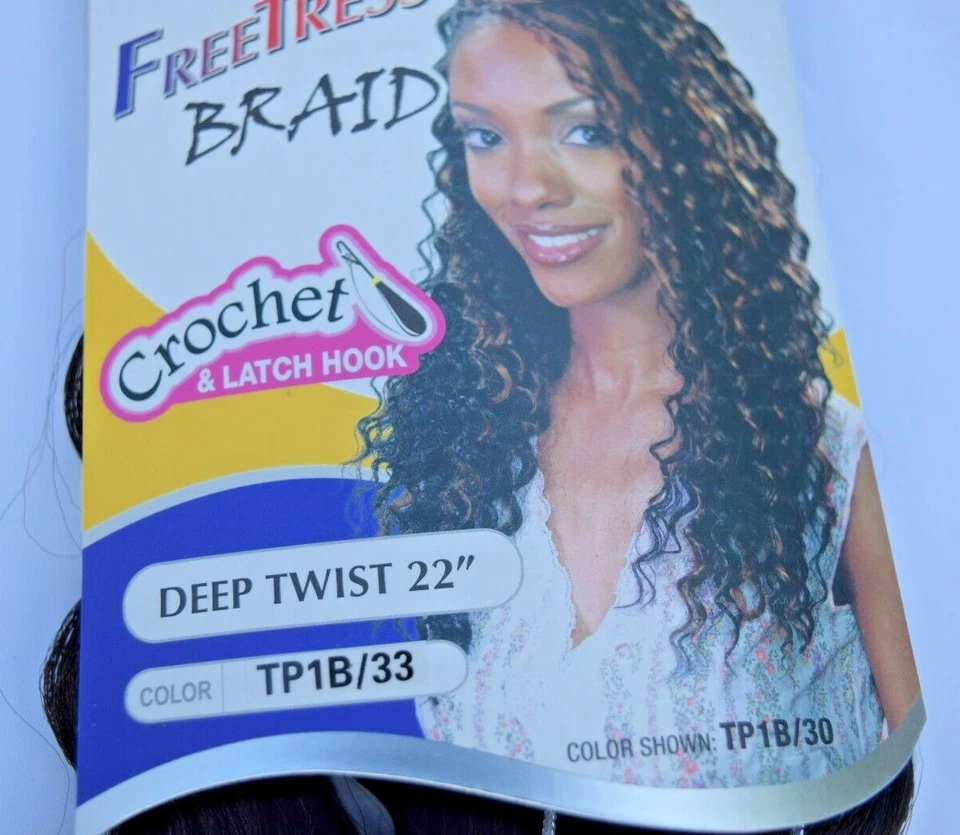 FREETRESS
BRAID
Crochet
& LATCH HOOK
DEEP TWIST 22"
COLOR TP1B/33
COLOR SHOWN: TP1B/30